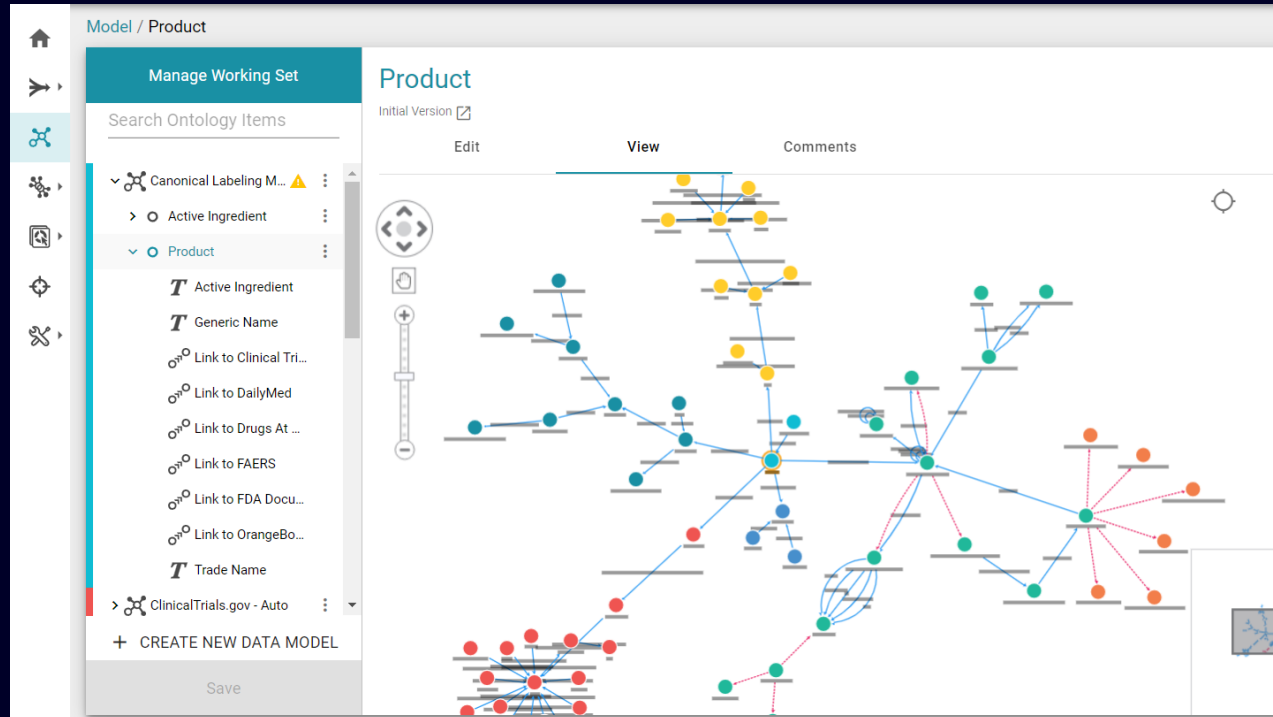 Model / Product
Manage Working Set
Search Ontology Items
Canonical Labeling M...
Active Ingredient
Product
Active Ingredient
Generic Name
Link to Clinical Tri...
Link to DailyMed
Link to Drugs At ...
Link to FAERS
Link to FDA Docu...
Link to OrangeBo...
Trade Name
ClinicalTrials.gov - Auto
+ CREATE NEW DATA MODEL
Save
Product
Initial Version
Edit View Comments